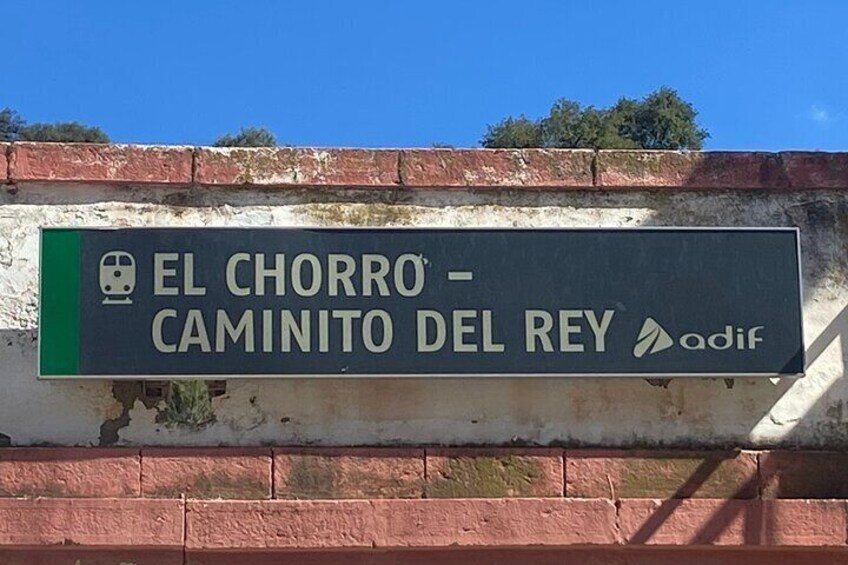 EL CHORRO –
CAMINITO DEL REY
adif